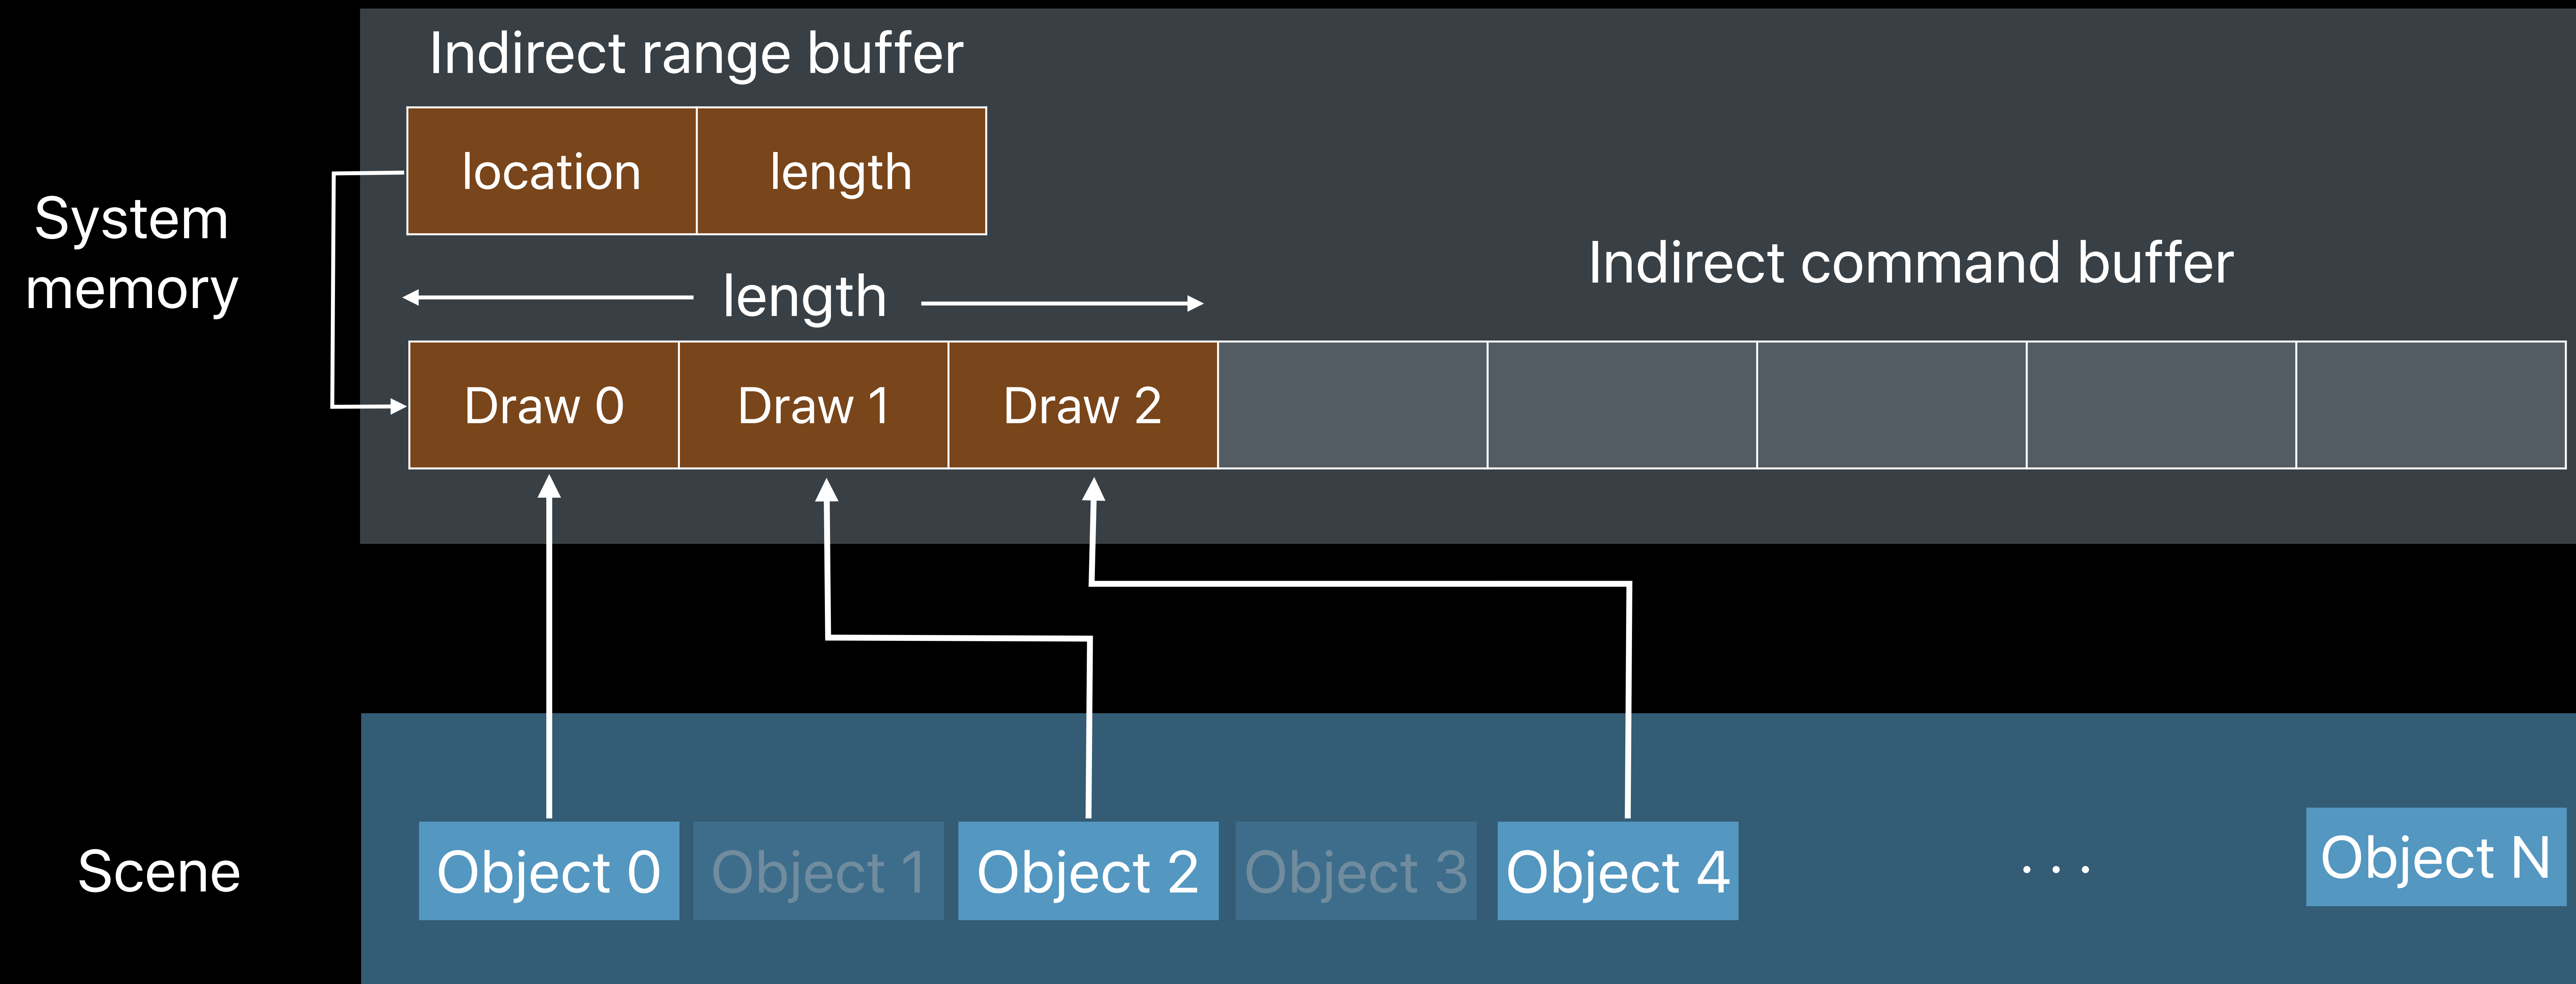 Indirect range buffer
location
length
System
memory
Indirect command buffer
length
Draw 0
Draw 1
Draw 2
Scene
Object 0
Object 1
Object 2
Object 3
Object 4
. . .
Object N